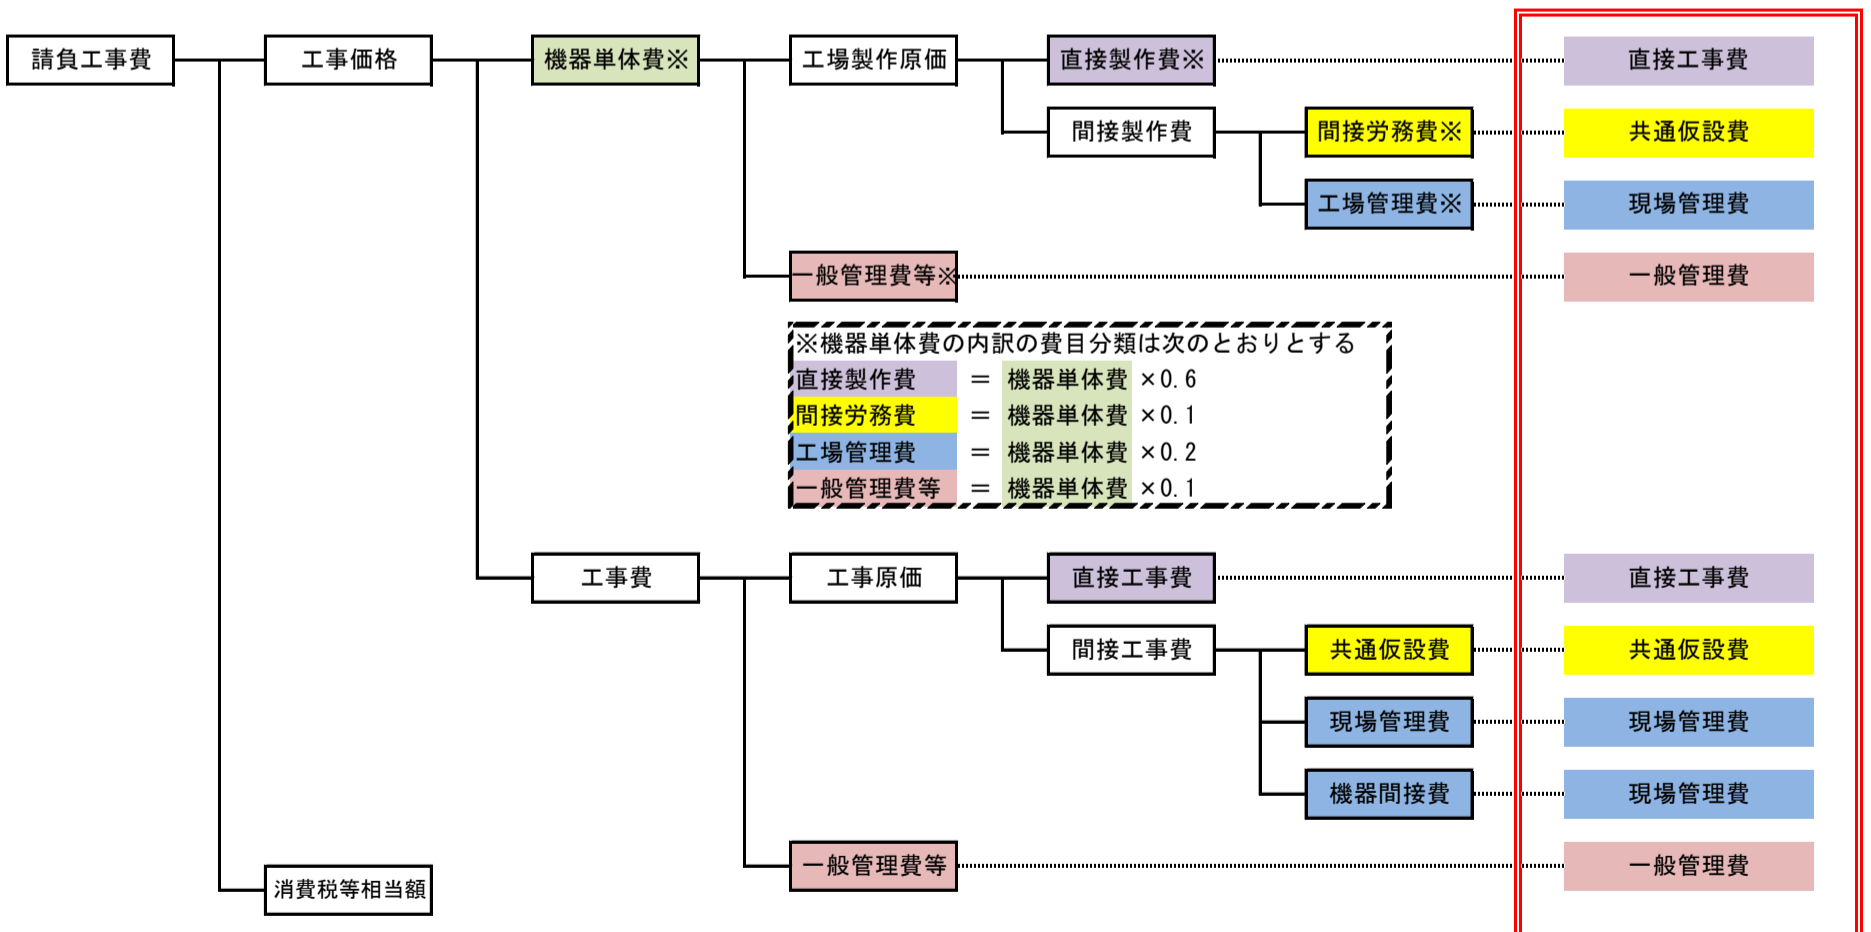 請負工事費 工事価格 機器単体費※ 工場製作原価 直接製作費※ 直接工事費
間接製作費 間接労務費※ 共通仮設費
工場管理費※ 現場管理費
一般管理費等※ 一般管理費
※機器単体費の内訳の費目分類は次のとおりとする
直接製作費 = 機器単体費 ×0.6
間接労務費 = 機器単体費 ×0.1
工場管理費 = 機器単体費 ×0.2
一般管理費等 = 機器単体費 ×0.1
工事費 工事原価 直接工事費 直接工事費
間接工事費 共通仮設費 共通仮設費
現場管理費 現場管理費
機器間接費 現場管理費
一般管理費等 一般管理費
消費税等相当額